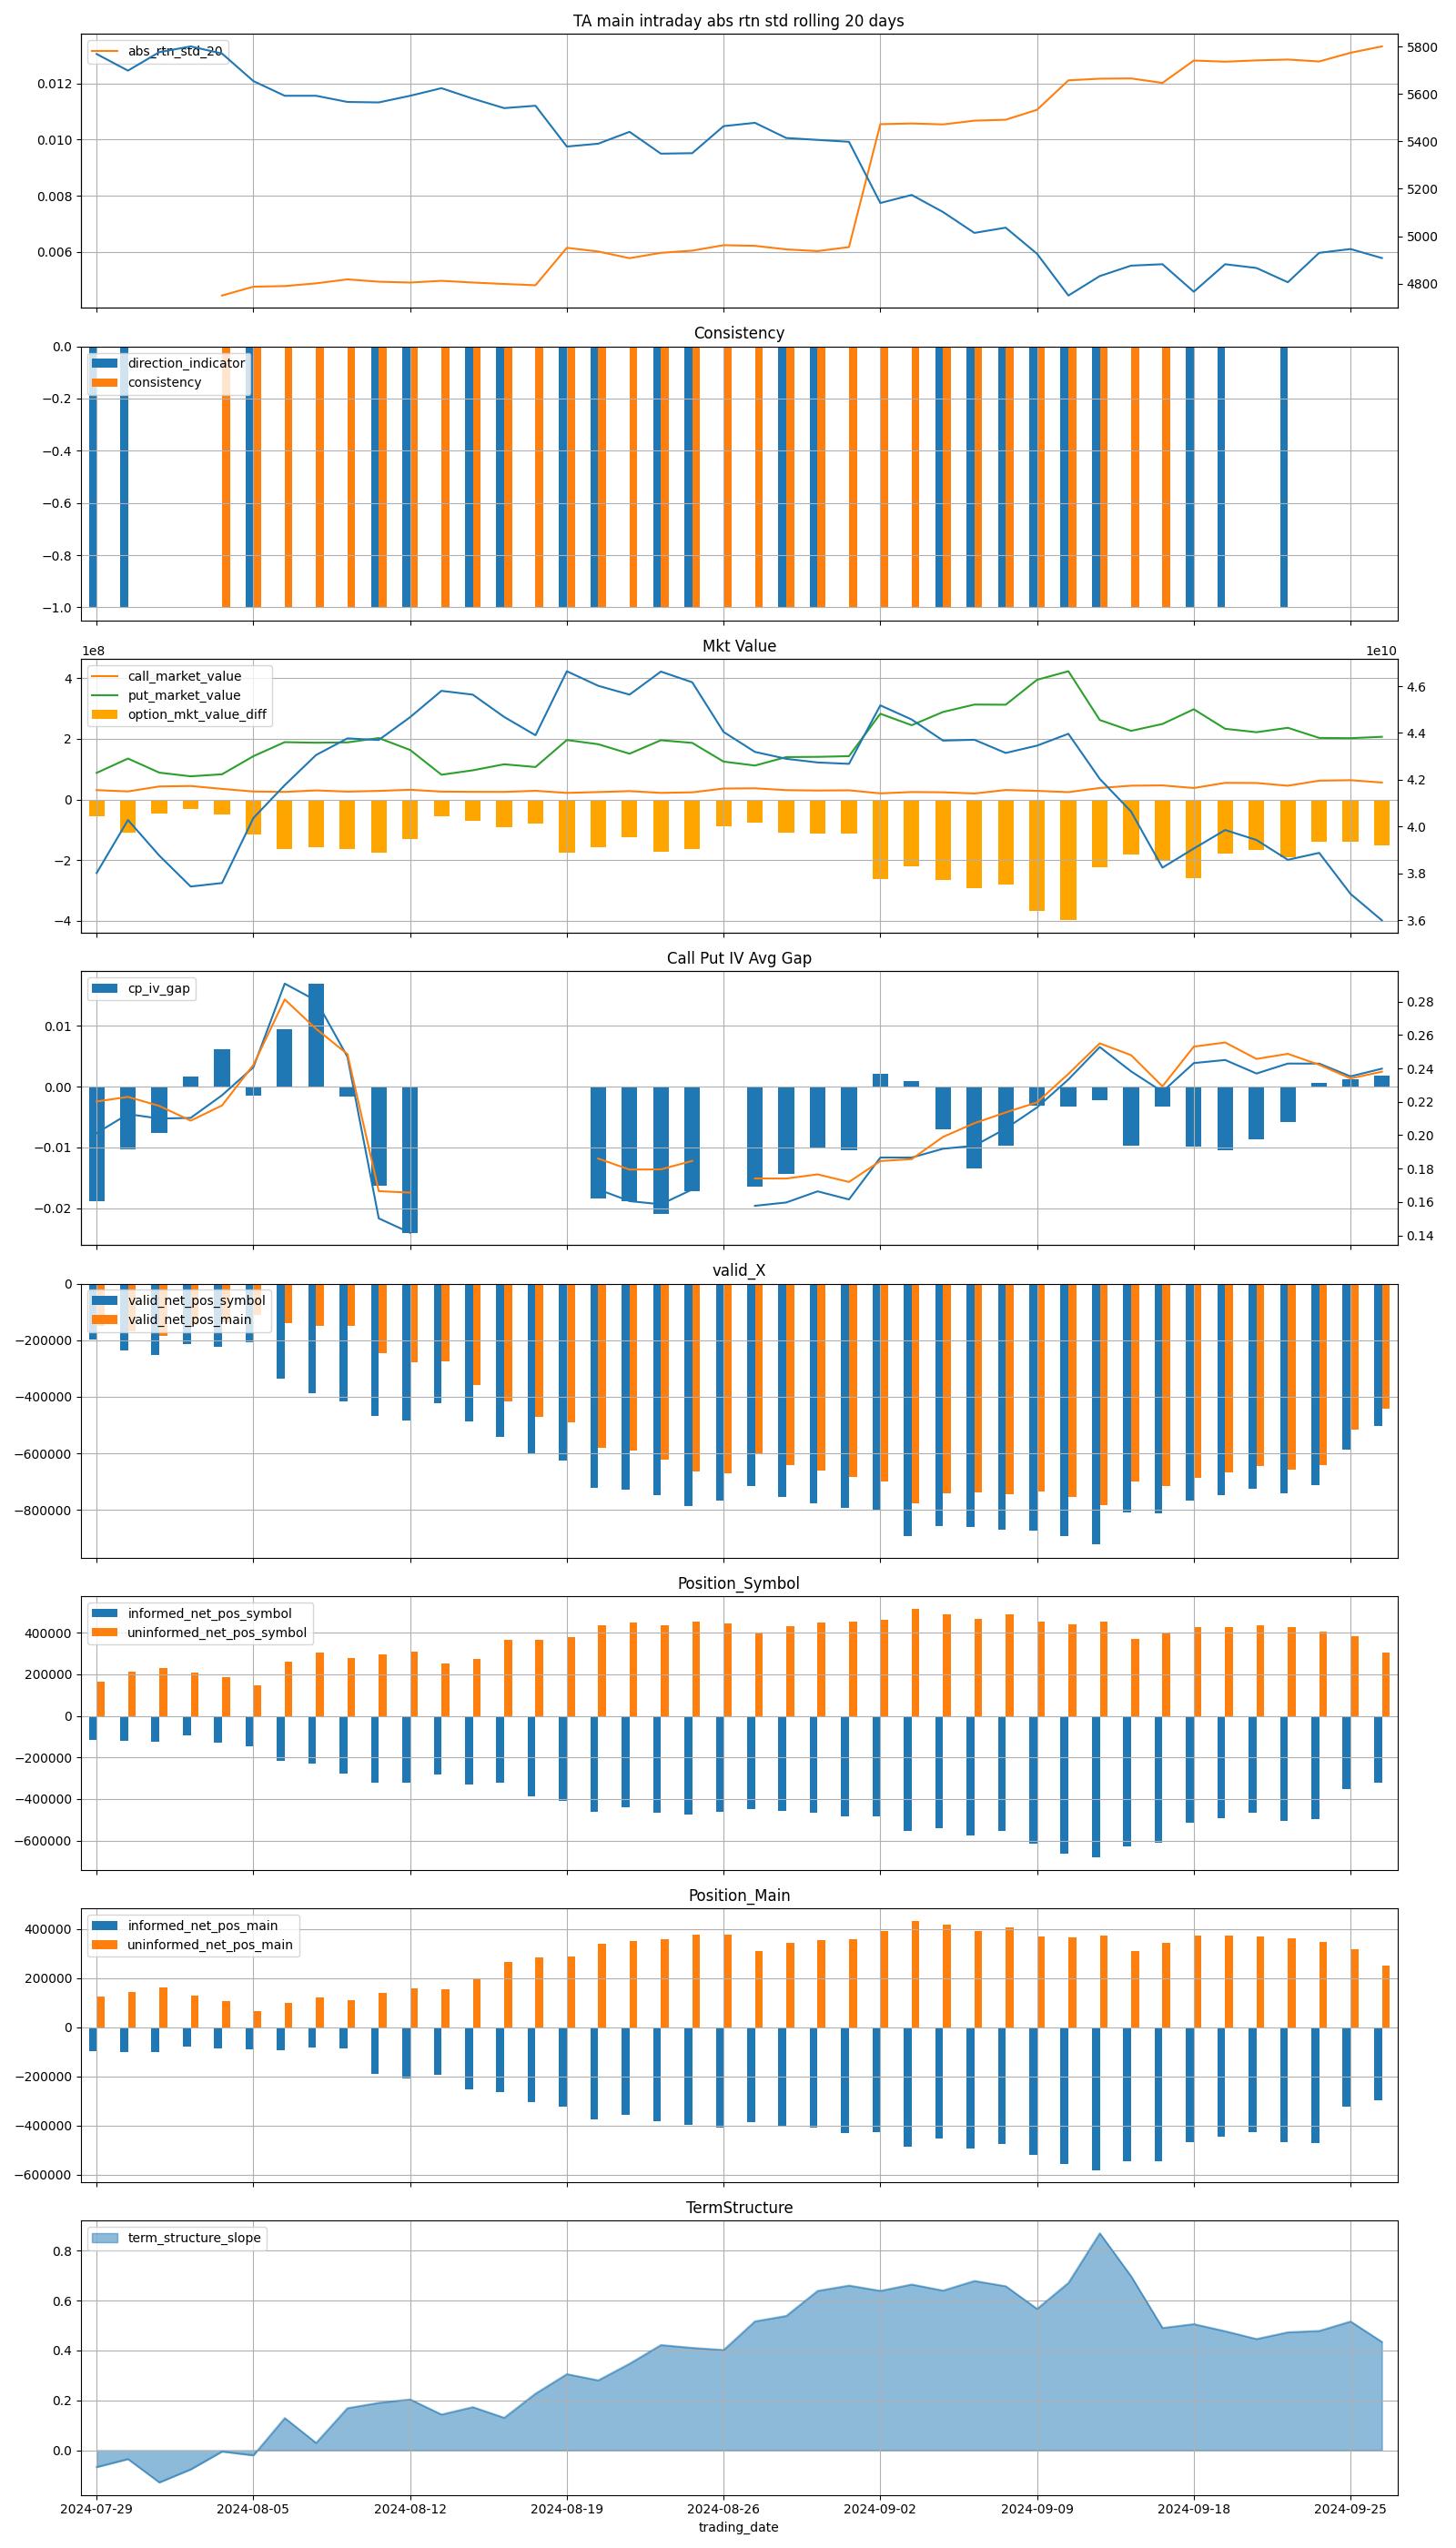 TA main intraday abs rtn std rolling 20 days
abs_rtn_std_20
0.012
0.010
0.008
0.006
5800
5600
5400
5200
5000
4800
Consistency
direction_indicator
consistency
0.0
−0.2
−0.4
−0.6
−0.8
−1.0
Mkt Value
1e8
1e10
call_market_value
put_market_value
option_mkt_value_diff
4
2
0
−2
−4
4.6
4.4
4.2
4.0
3.8
3.6
Call Put IV Avg Gap
cp_iv_gap
0.01
0.00
−0.01
−0.02
0.28
0.26
0.24
0.22
0.20
0.18
0.16
0.14
valid_X
valid_net_pos_symbol
valid_net_pos_main
0
−200000
−400000
−600000
−800000
Position_Symbol
informed_net_pos_symbol
uninformed_net_pos_symbol
400000
200000
0
−200000
−400000
−600000
Position_Main
informed_net_pos_main
uninformed_net_pos_main
400000
200000
0
−200000
−400000
−600000
TermStructure
term_structure_slope
0.8
0.6
0.4
0.2
0.0
2024-07-29
2024-08-05
2024-08-12
2024-08-19
2024-08-26
2024-09-02
2024-09-09
2024-09-18
2024-09-25
trading_date